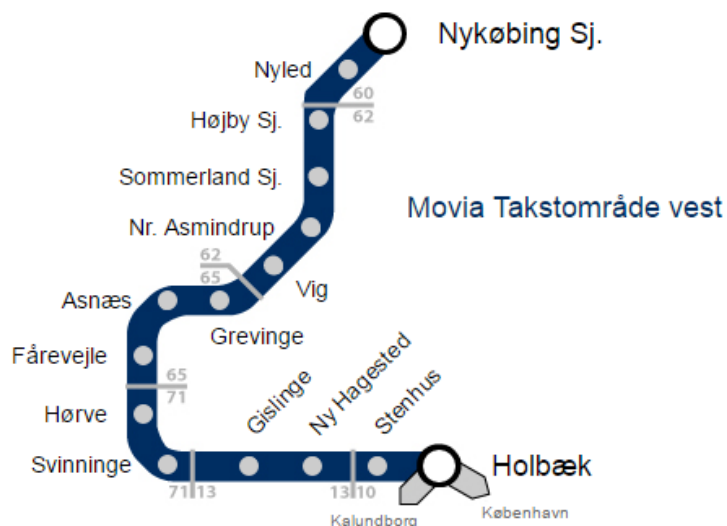 Nykøbing Sj.
Nyled
60
62
Højby Sj.
Sommerland Sj.
Movia Takstområde vest
Nr. Asmindrup
62
65
Vig
Asnæs
Grevinge
Fårevejle
65
71
Gislinge
Ny Hagested
Stenhus
Hørve
Svinninge
Holbæk
71 13
13 10
Kalundborg
København